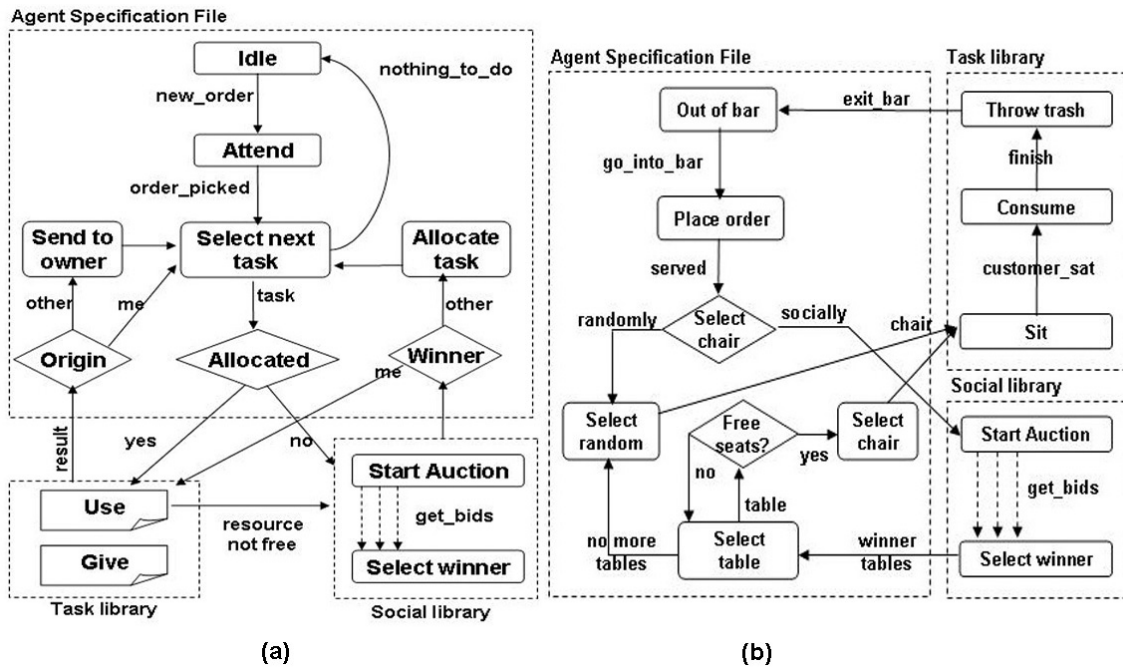 Agent Specification File
Idle
nothing_to_do
new_order
Attend
order_picked
Send to
owner
Select next
task
Allocate
task
other
me
task
other
Origin
Allocated
Winner
me
result
yes
no
Use
Give
resource
not free
Start Auction
get_bids
Select winner
Task library
Social library
(a)
Agent Specification File
Task library
Out of bar
exit_bar
Throw trash
go_into_bar
finish
Place order
Consume
served
customer_sat
randomly
Select
chair
socially
chair
Sit
Social library
Select
random
Free
seats?
yes
Select
chair
Start Auction
no
get_bids
table
no more
tables
Select
table
winner
tables
Select winner
(b)